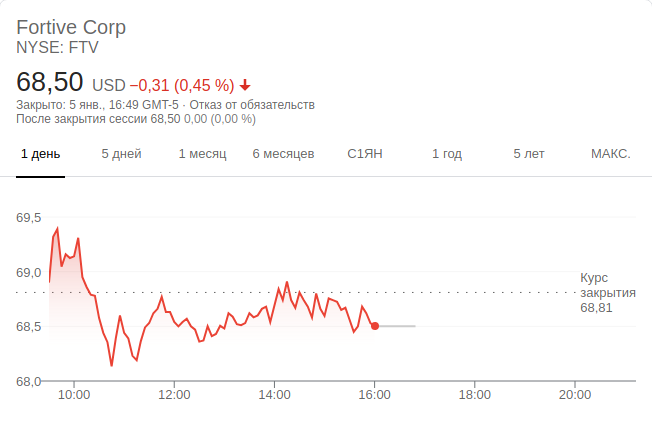 Fortive Corp
NYSE: FTV
68,50 USD −0,31 (0,45 %)
Закрыто: 5 янв., 16:49 GMT-5 · Отказ от обязательств
После закрытия сессии 68,50 0,00 (0,00 %)
1 день 5 дней 1 месяц 6 месяцев С1ЯН 1 год 5 лет МАКС.
69,5
69,0
68,5
68,0
Курс
закрытия
68,81
10:00 12:00 14:00 16:00 18:00 20:00